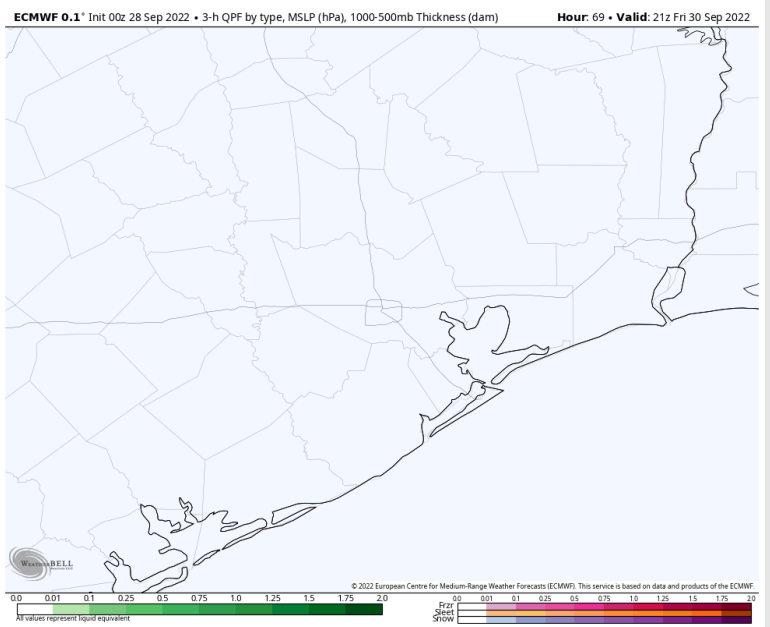 ECMWF 0.1° Init 00z 28 Sep 2022 • 3-h QPF by type, MSLP (hPa), 1000-500mb Thickness (dam) Hour: 69 • Valid: 21z Fri 30 Sep 2022
WEATHERBELL
© 2022 European Centre for Medium-Range Weather Forecasts (ECMWF). This service is based on data and products of the ECMWF.
0.0 0.01 0.1 0.25 0.5 0.75 1.0 1.25 1.5 1.75 2.0
All values represent liquid equivalent
0.0 0.01 0.1 0.25 0.5 0.75 1.0 1.25 1.5 1.75 2.0
Frzr
Sleet
Snow